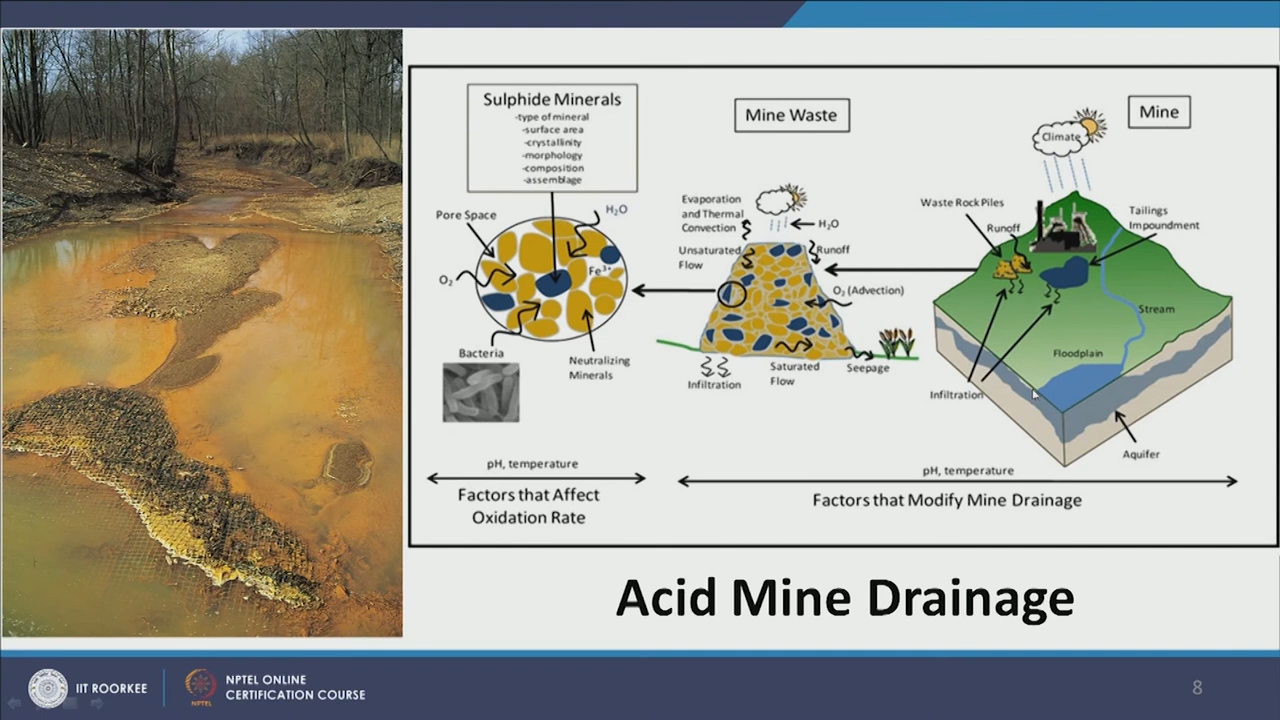 Sulphide Minerals
-type of mineral
-surface area
-crystallinity
-morphology
-composition
-assemblage
Pore Space
H₂O
O₂
Fe³⁺
Bacteria
Neutralizing
Minerals
pH, temperature
Factors that Affect
Oxidation Rate
Mine Waste
Evaporation
and Thermal
Convection
H₂O
Unsaturated
Flow
Runoff
O₂ (Advection)
Infiltration
Saturated
Flow
Seepage
Mine
Climate
Waste Rock Piles
Runoff
Tailings
Impoundment
Stream
Floodplain
Infiltration
Aquifer
pH, temperature
Factors that Modify Mine Drainage
Acid Mine Drainage
IIT ROORKEE
NPTEL
NPTEL ONLINE
CERTIFICATION COURSE
8